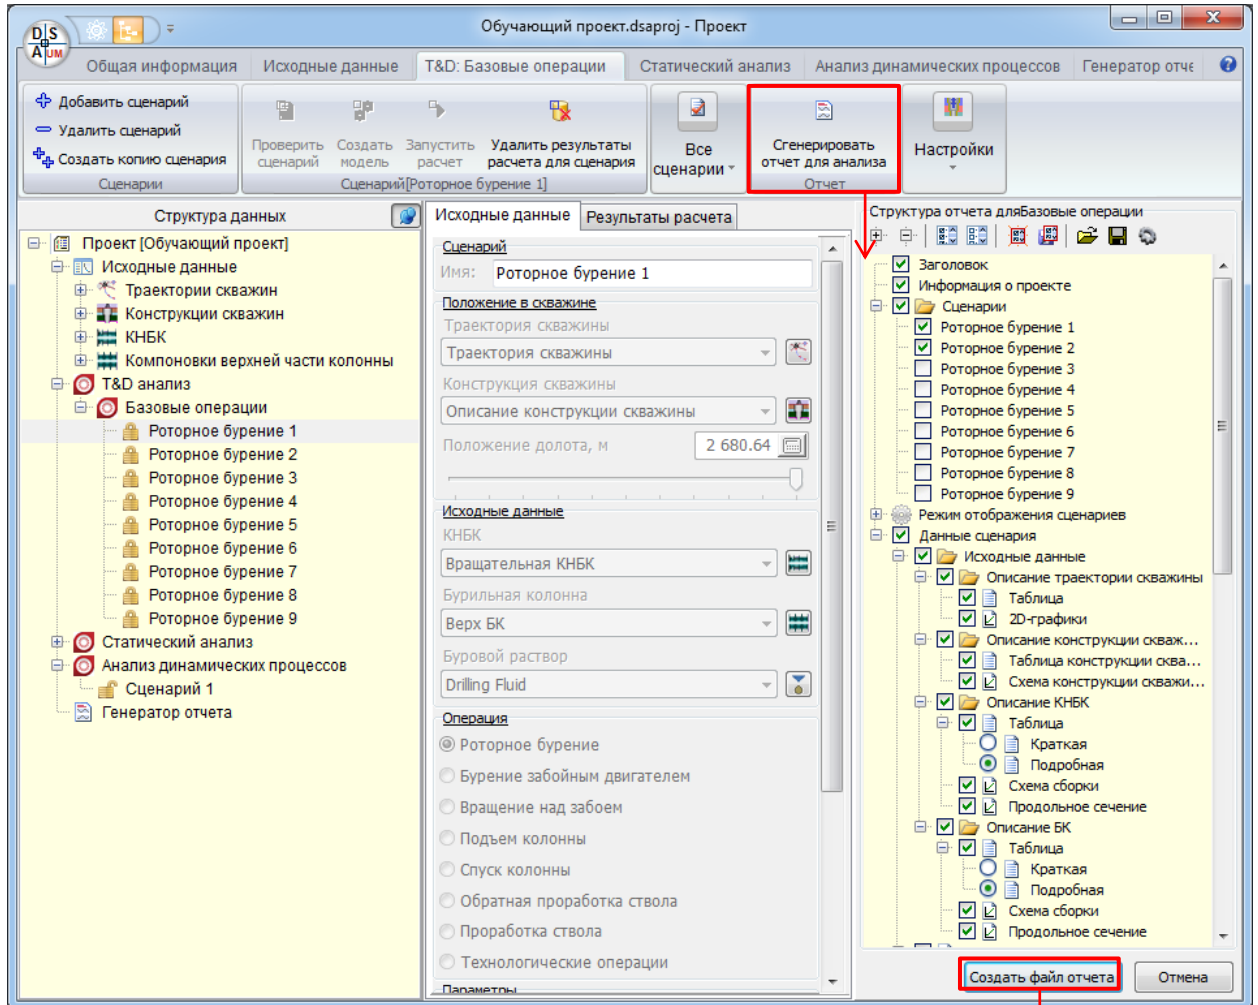 Обучающий проект.dsaproj - Проект
D S
A UM
Общая информация
Исходные данные
T&D: Базовые операции
Статический анализ
Анализ динамических процессов
Генератор отче
Добавить сценарий
Удалить сценарий
Создать копию сценария
Сценарии
Проверить сценарий
Создать модель
Запустить расчет
Удалить результаты расчета для сценария
Сценарий[Роторное бурение 1]
Все сценарии
Сгенерировать отчет для анализа
Отчет
Настройки
Структура данных
Проект [Обучающий проект]
Исходные данные
Траектории скважин
Конструкции скважин
КНБК
Компоновки верхней части колонны
T&D анализ
Базовые операции
Роторное бурение 1
Роторное бурение 2
Роторное бурение 3
Роторное бурение 4
Роторное бурение 5
Роторное бурение 6
Роторное бурение 7
Роторное бурение 8
Роторное бурение 9
Статический анализ
Анализ динамических процессов
Сценарий 1
Генератор отчета
Исходные данные
Результаты расчета
Сценарий
Имя: Роторное бурение 1
Положение в скважине
Траектория скважины
Траектория скважины
Конструкция скважины
Описание конструкции скважины
Положение долота, м 2 680.64
Исходные данные
КНБК
Вращательная КНБК
Бурильная колонна
Верх БК
Буровой раствор
Drilling Fluid
Операция
Роторное бурение
Бурение забойным двигателем
Вращение над забоем
Подъем колонны
Спуск колонны
Обратная проработка ствола
Проработка ствола
Технологические операции
Параметры
Структура отчета дляБазовые операции
Заголовок
Информация о проекте
Сценарии
Роторное бурение 1
Роторное бурение 2
Роторное бурение 3
Роторное бурение 4
Роторное бурение 5
Роторное бурение 6
Роторное бурение 7
Роторное бурение 8
Роторное бурение 9
Режим отображения сценариев
Данные сценария
Исходные данные
Описание траектории скважины
Таблица
2D-графики
Описание конструкции скваж...
Таблица конструкции сква...
Схема конструкции скважи...
Описание КНБК
Таблица
Краткая
Подробная
Схема сборки
Продольное сечение
Описание БК
Таблица
Краткая
Подробная
Схема сборки
Продольное сечение
Создать файл отчета
Отмена